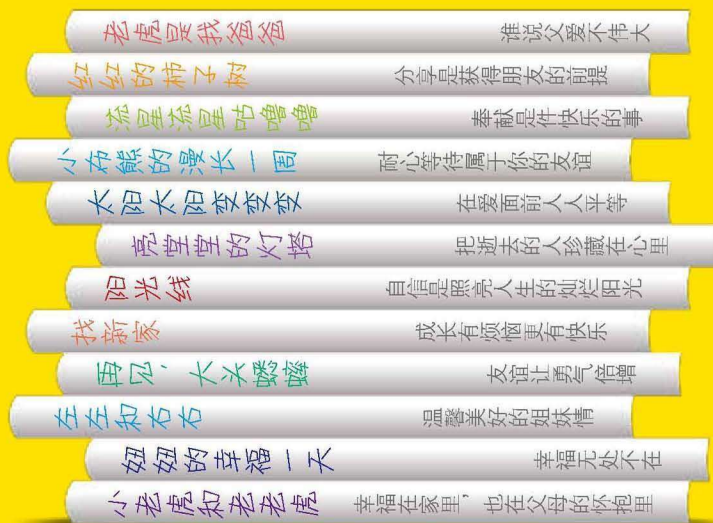 老虎是我爸爸 谁说父爱不伟大
红红的柿子树 分享是获得朋友的前提
流星流星咕噜噜 奉献是件快乐的事
小布熊的漫长一周 耐心等待属于你的友谊
太阳太阳变变变 在爱面前人人平等
亮堂堂的灯塔 把逝去的人珍藏在心里
阳光线 自信是照亮人生的灿烂阳光
找新家 成长有烦恼更有快乐
再见，大头蟋蟀 友谊让勇气倍增
左左和右右 温馨美好的姐妹情
妞妞的幸福一天 幸福无处不在
小老虎和老老虎 幸福在家里，也在父母的怀抱里